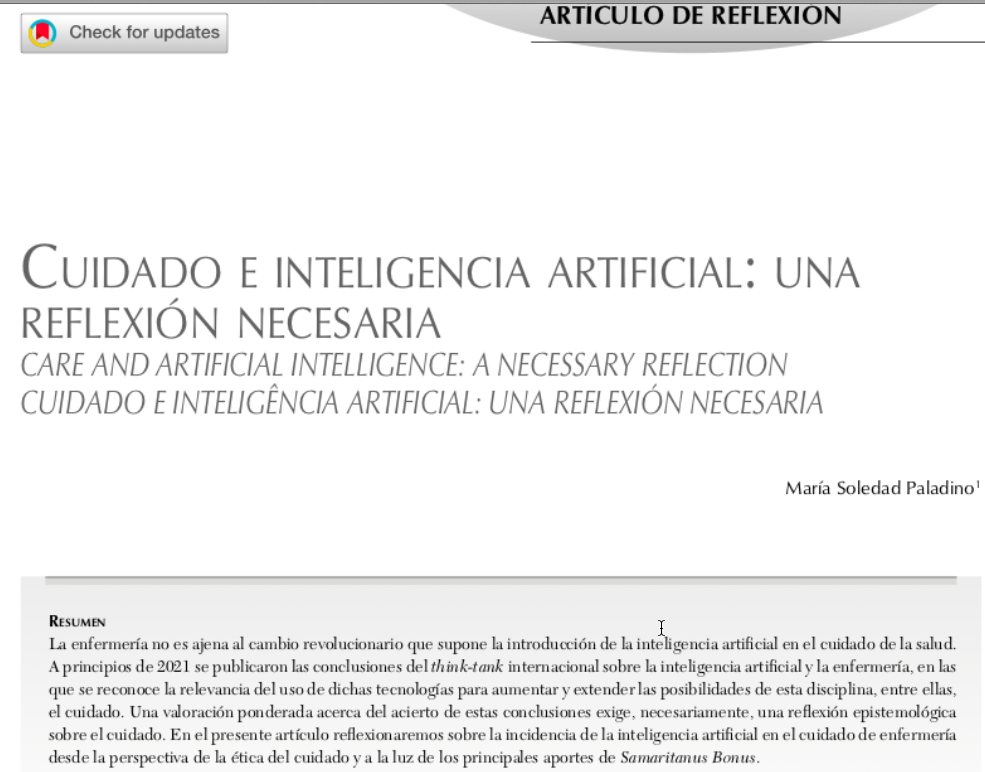 Check for updates
ARTICULO DE REFLEXIÓN
CUIDADO E INTELIGENCIA ARTIFICIAL: UNA
REFLEXIÓN NECESARIA
CARE AND ARTIFICIAL INTELLIGENCE: A NECESSARY REFLECTION
CUIDADO E INTELIGÊNCIA ARTIFICIAL: UNA REFLEXIÓN NECESARIA
María Soledad Paladino¹
RESUMEN
La enfermería no es ajena al cambio revolucionario que supone la introducción de la inteligencia artificial en el cuidado de la salud.
A principios de 2021 se publicaron las conclusiones del think-tank internacional sobre la inteligencia artificial y la enfermería, en las
que se reconoce la relevancia del uso de dichas tecnologías para aumentar y extender las posibilidades de esta disciplina, entre ellas,
el cuidado. Una valoración ponderada acerca del acierto de estas conclusiones exige, necesariamente, una reflexión epistemológica
sobre el cuidado. En el presente artículo reflexionaremos sobre la incidencia de la inteligencia artificial en el cuidado de enfermería
desde la perspectiva de la ética del cuidado y a la luz de los principales aportes de Samaritanus Bonus.